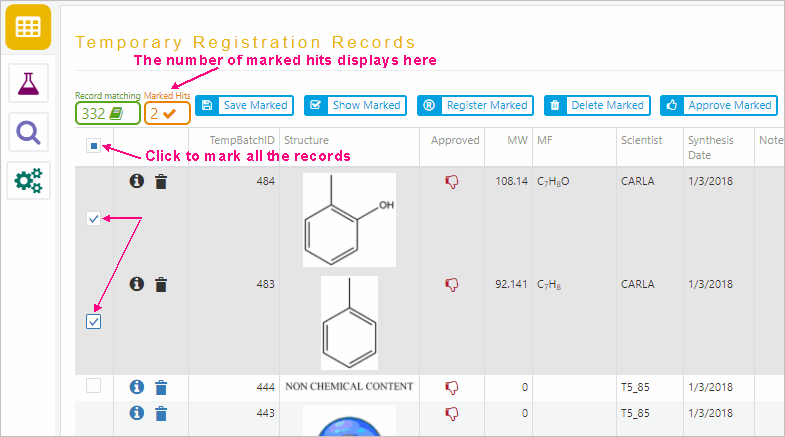 Temporary Registration Records
The number of marked hits displays here
Record matching Marked Hits
332 2 Save Marked Show Marked Register Marked Delete Marked Approve Marked
TempBatchID Structure Approved MW MF Scientist Synthesis Date Note
Click to mark all the records
484 108.14 C₇H₈O CARLA 1/3/2018
OH
483 92.141 C₇H₈ CARLA 1/3/2018
444 NON CHEMICAL CONTENT 0 T5_85 1/3/2018
443 0 T5_85 1/3/2018